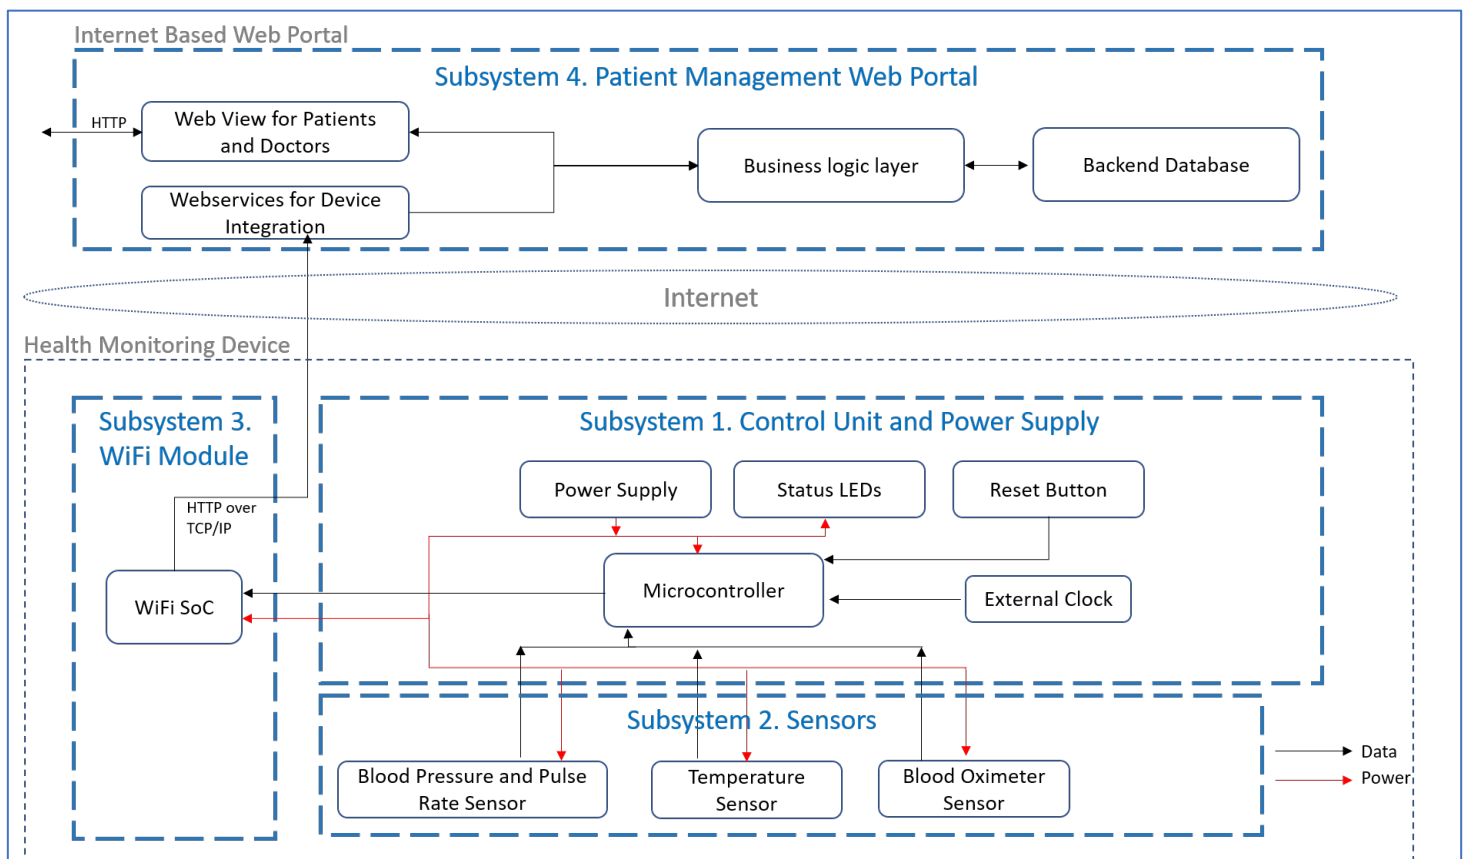 Internet Based Web Portal
Subsystem 4. Patient Management Web Portal
HTTP
Web View for Patients
and Doctors
Business logic layer
Backend Database
Webservices for Device
Integration
Internet
Health Monitoring Device
Subsystem 3.
WiFi Module
Subsystem 1. Control Unit and Power Supply
Power Supply
Status LEDs
Reset Button
HTTP over
TCP/IP
Microcontroller
External Clock
WiFi SoC
Subsystem 2. Sensors
Blood Pressure and Pulse
Rate Sensor
Temperature
Sensor
Blood Oximeter
Sensor
Data
Power